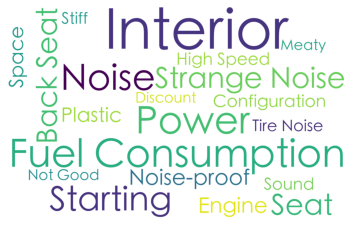 Stiff
Interior
Space
Back Seat
Meaty
High Speed
Noise
Strange Noise
Discount
Configuration
Plastic
Power
Tire Noise
Fuel Consumption
Not Good
Noise-proof
Sound
Starting
Engine
Seat